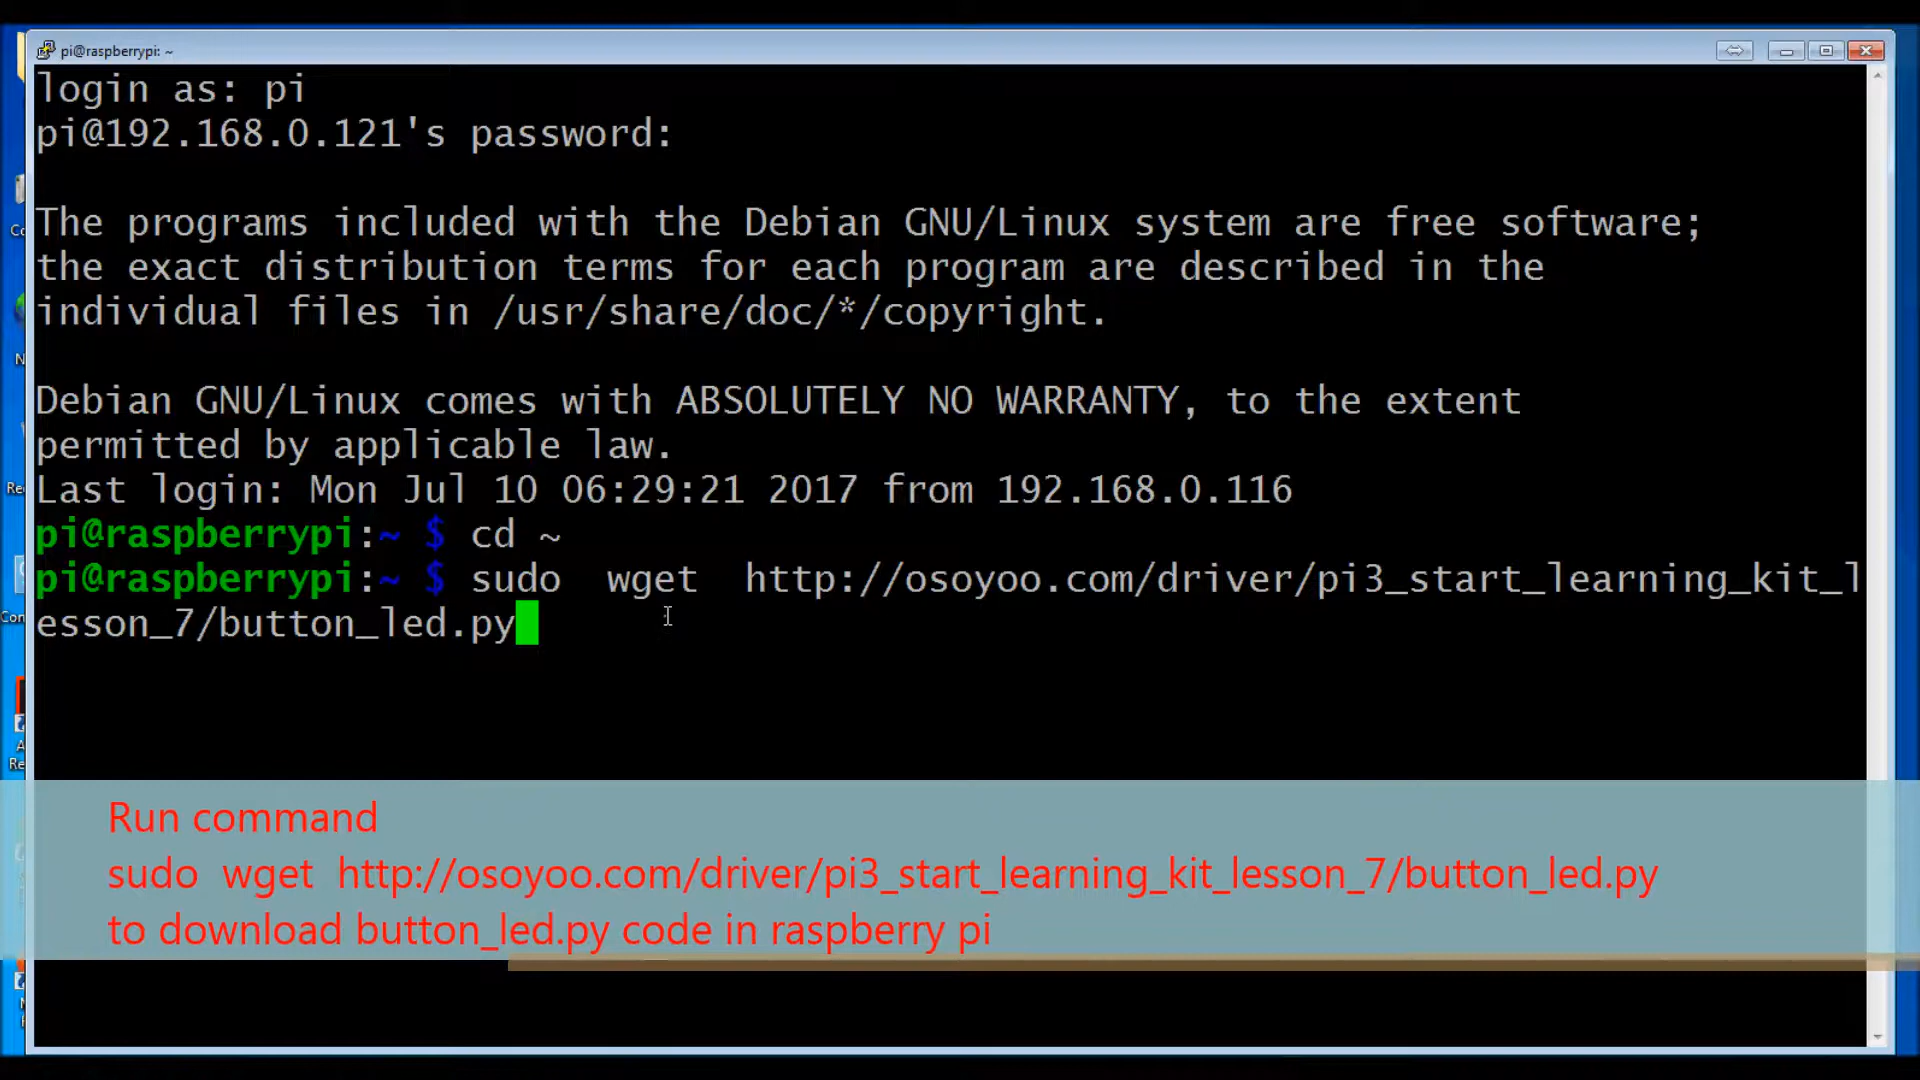 pi@raspberrypi: ~
login as: pi
pi@192.168.0.121's password:
The programs included with the Debian GNU/Linux system are free software;
the exact distribution terms for each program are described in the
individual files in /usr/share/doc/*/copyright.
Debian GNU/Linux comes with ABSOLUTELY NO WARRANTY, to the extent
permitted by applicable law.
Last login: Mon Jul 10 06:29:21 2017 from 192.168.0.116
pi@raspberrypi:~ $ cd ~
pi@raspberrypi:~ $ sudo  wget  http://osoyoo.com/driver/pi3_start_learning_kit_l
esson_7/button_led.py
Run command
sudo  wget  http://osoyoo.com/driver/pi3_start_learning_kit_lesson_7/button_led.py
to download button_led.py code in raspberry pi